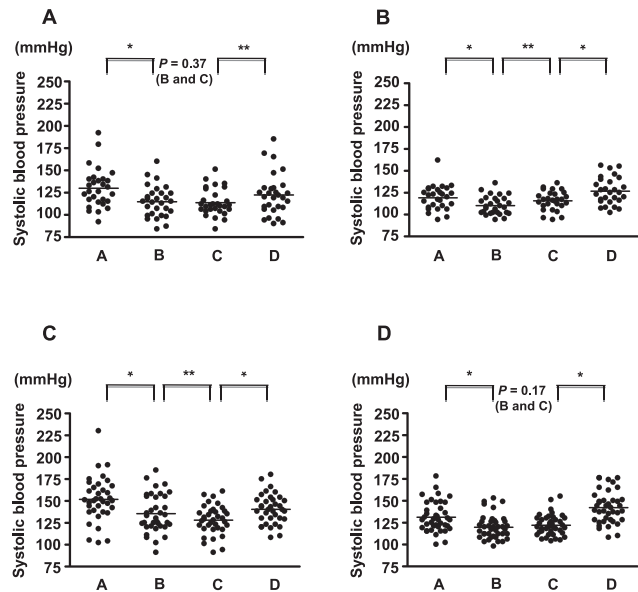 A
(mmHg)
*
**
P = 0.37
(B and C)
Systolic blood pressure
250
225
200
175
150
125
100
75
A B C D
B
(mmHg)
*
**
*
Systolic blood pressure
250
225
200
175
150
125
100
75
A B C D
C
(mmHg)
*
**
*
Systolic blood pressure
250
225
200
175
150
125
100
75
A B C D
D
(mmHg)
*
*
P = 0.17
(B and C)
Systolic blood pressure
250
225
200
175
150
125
100
75
A B C D